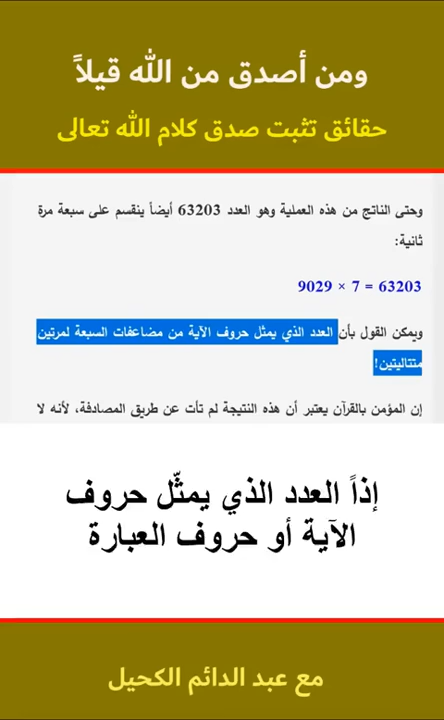 ومن أصدق من الله قيلاً
حقائق تثبت صدق كلام الله تعالى
وحتى الناتج من هذه العملية وهو العدد 63203 أيضاً ينقسم على سبعة مرة
ثانية:
63203 = 7 × 9029
ويمكن القول بأن العدد الذي يمثل حروف الآية من مضاعفات السبعة لمرتين
متتاليتين!
إن المؤمن بالقرآن يعتبر أن هذه النتيجة لم تأت عن طريق المصادفة، لأنه لا
إذاً العدد الذي يمثّل حروف
الآية أو حروف العبارة
مع عبد الدائم الكحيل